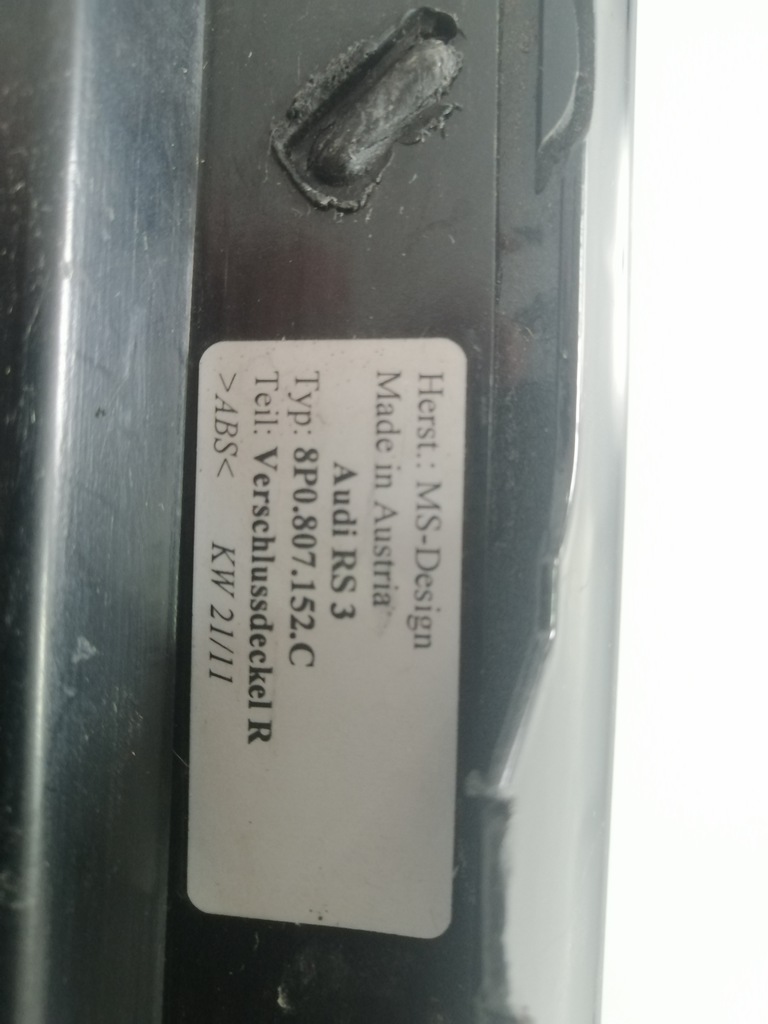 Herst.: MS-Design
Made in Austria
Audi RS 3
Typ: 8P0.807.152.C
Teil: Verschlussdeckel R
>ABS< KW 21/11